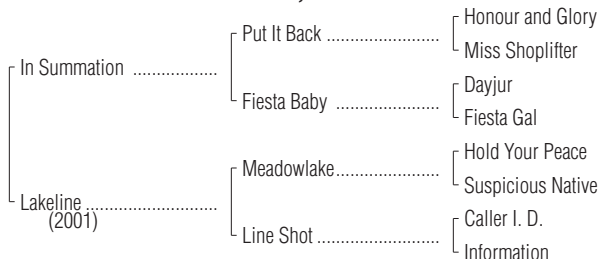 Honour and Glory
Put It Back ....................
Miss Shoplifter
In Summation ...............
Dayjur
Fiesta Baby ..................
Fiesta Gal
Hold Your Peace
Meadowlake..................
Suspicious Native
Lakeline .......................
(2001)
Caller I. D.
Line Shot .....................
Information